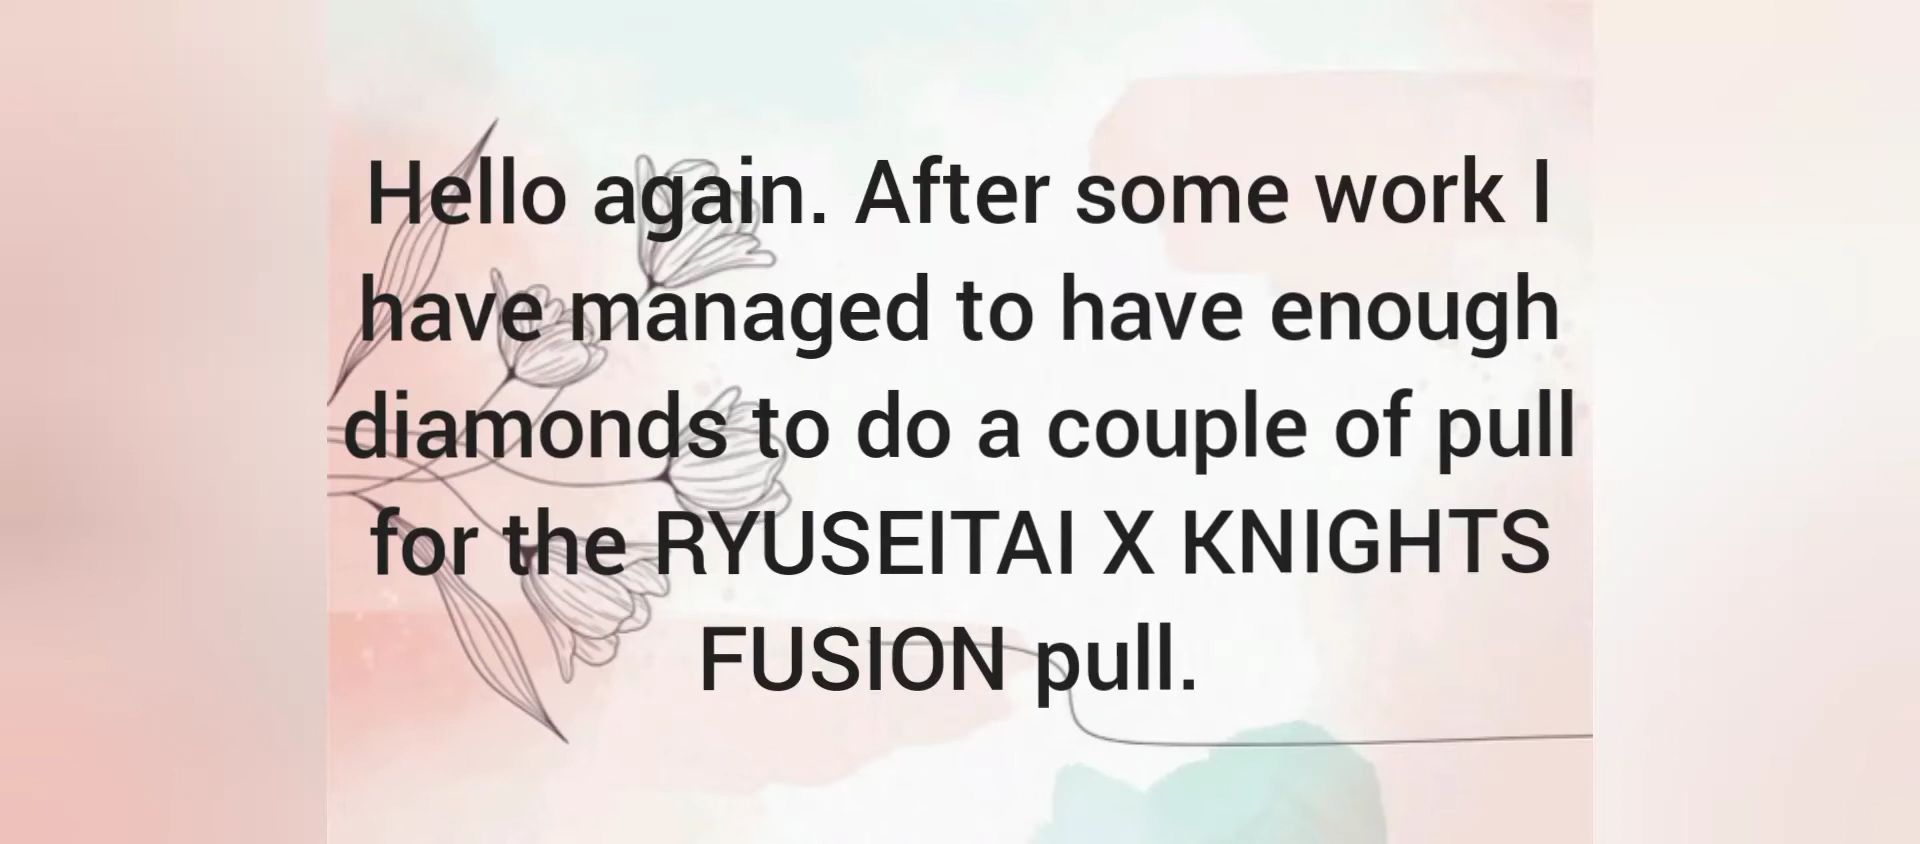 Hello again. After some work I
have managed to have enough
diamonds to do a couple of pull
for the RYUSEITAI X KNIGHTS
FUSION pull.